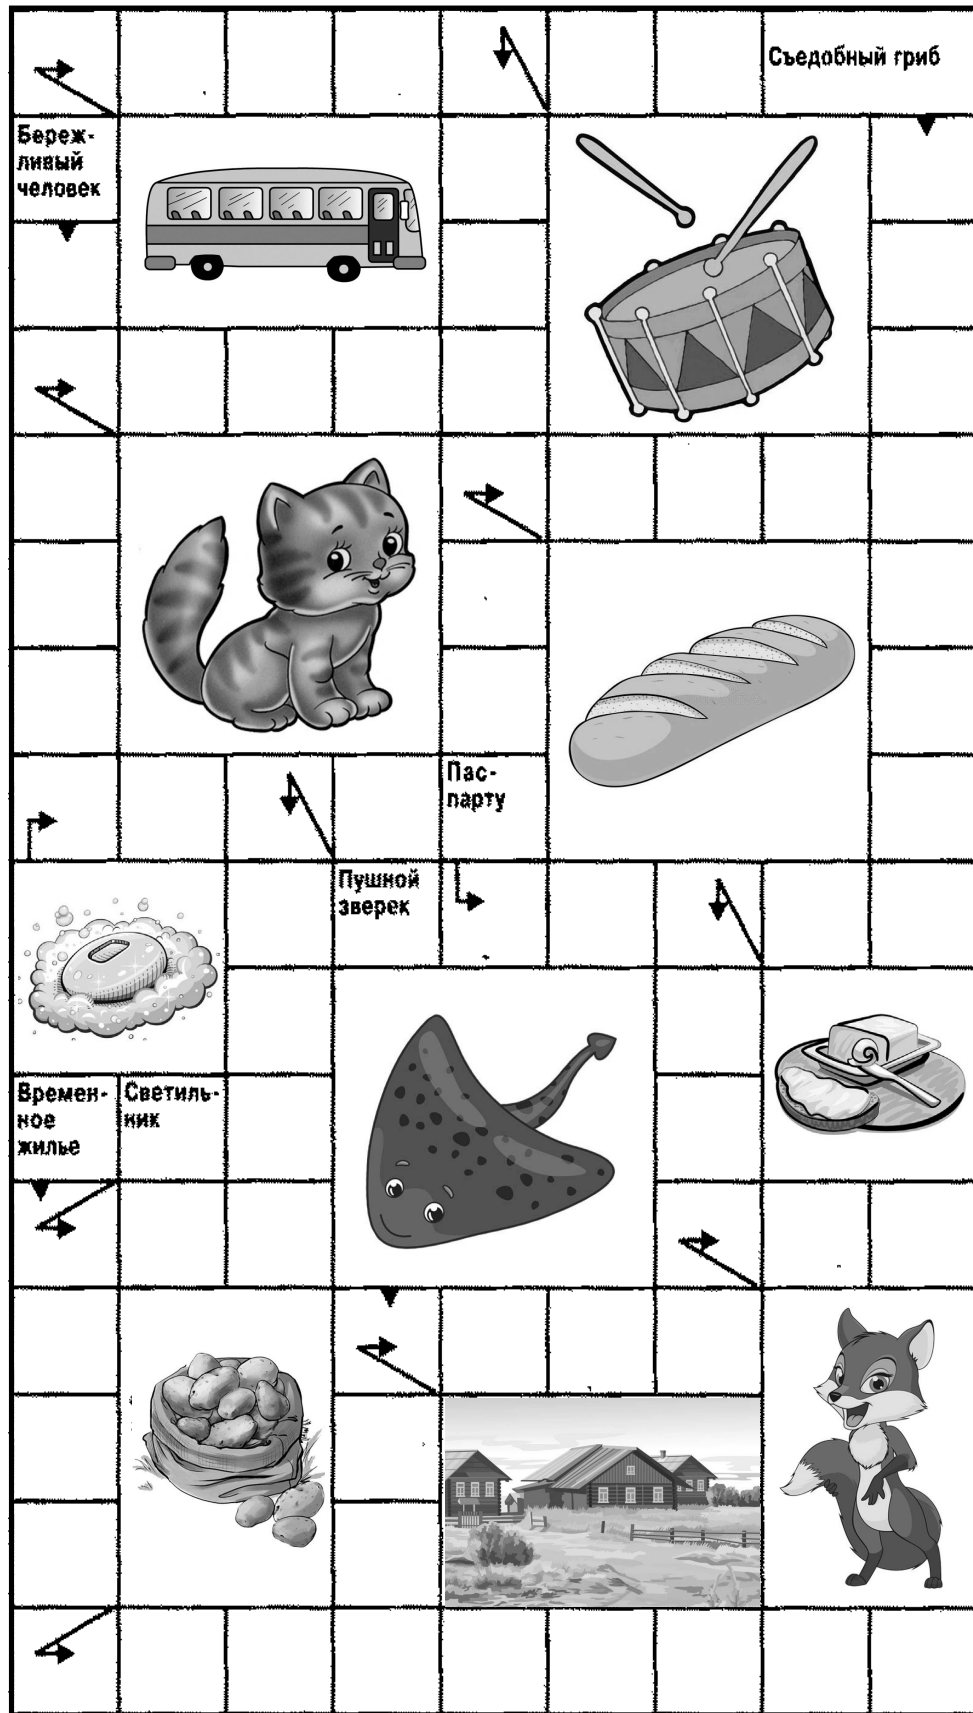 Съедобный гриб
Береж-
ливый
человек
Пас-
парту
Пушной
зверек
Времен-
ное
жилье
Светиль-
ник